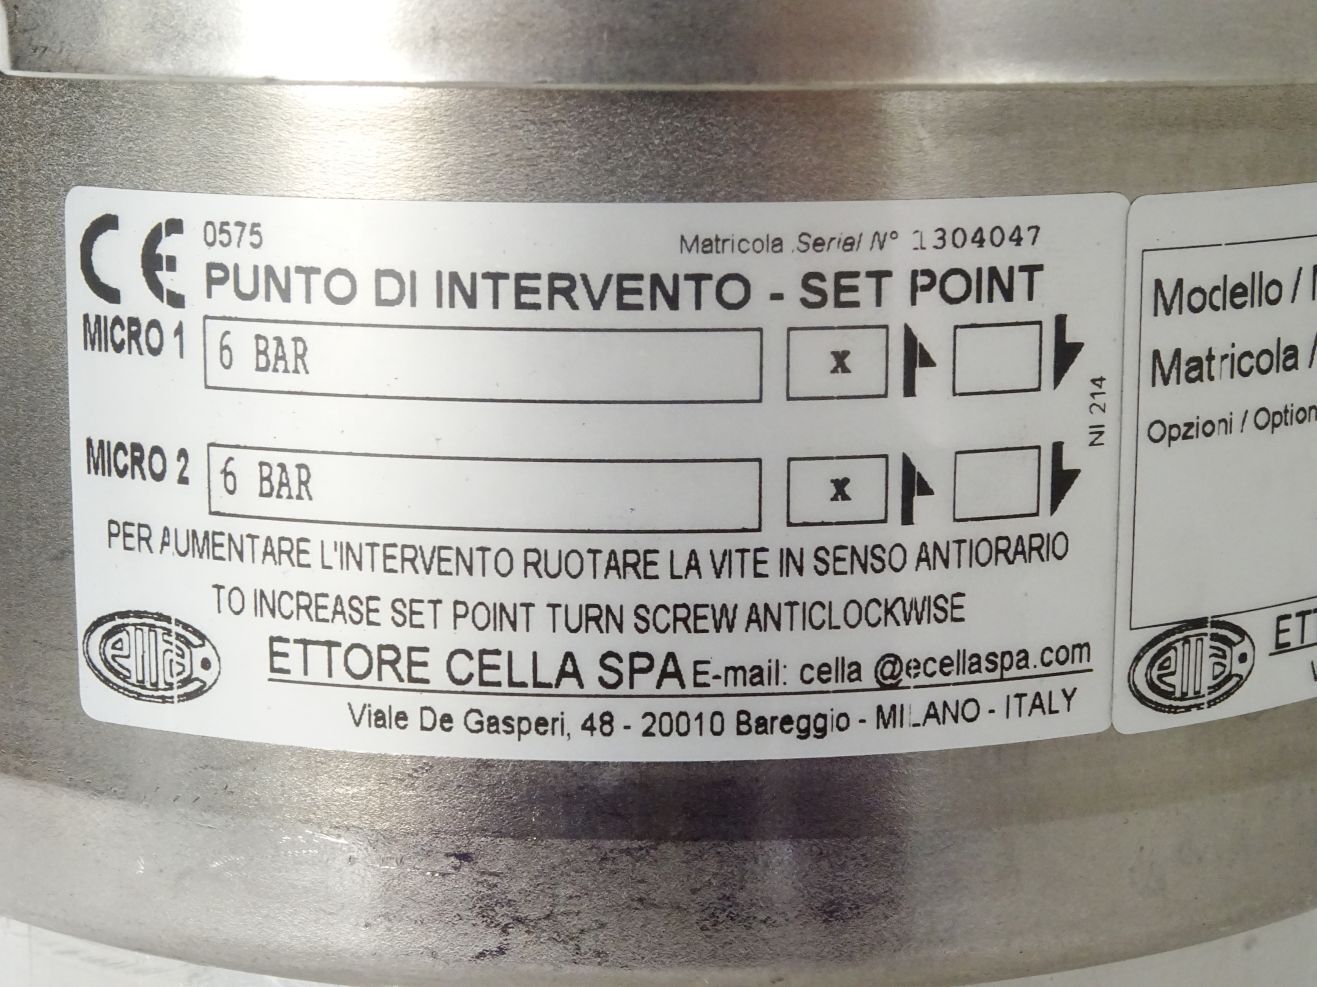 CE 0575 Matricola Serial N° 1304047
PUNTO DI INTERVENTO - SET POINT
MICRO 1 6 BAR x
MICRO 2 6 BAR x
NI 214
PER AUMENTARE L'INTERVENTO RUOTARE LA VITE IN SENSO ANTIORARIO
TO INCREASE SET POINT TURN SCREW ANTICLOCKWISE
ETTORE CELLA SPA E-mail: cella @ecellaspa.com
Viale De Gasperi, 48 - 20010 Bareggio - MILANO - ITALY
Modello /
Matricola /
Opzioni / Option